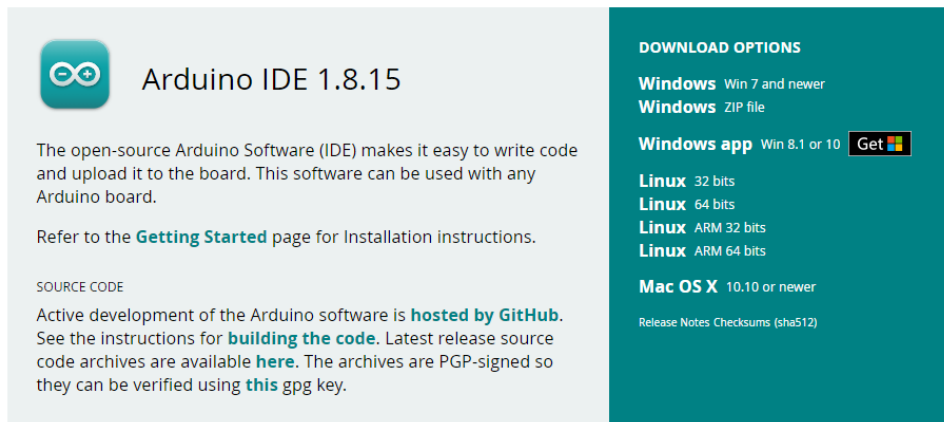 Arduino IDE 1.8.15
The open-source Arduino Software (IDE) makes it easy to write code
and upload it to the board. This software can be used with any
Arduino board.
Refer to the Getting Started page for Installation instructions.
SOURCE CODE
Active development of the Arduino software is hosted by GitHub.
See the instructions for building the code. Latest release source
code archives are available here. The archives are PGP-signed so
they can be verified using this gpg key.
DOWNLOAD OPTIONS
Windows Win 7 and newer
Windows ZIP file
Windows app Win 8.1 or 10 Get
Linux 32 bits
Linux 64 bits
Linux ARM 32 bits
Linux ARM 64 bits
Mac OS X 10.10 or newer
Release Notes Checksums (sha512)